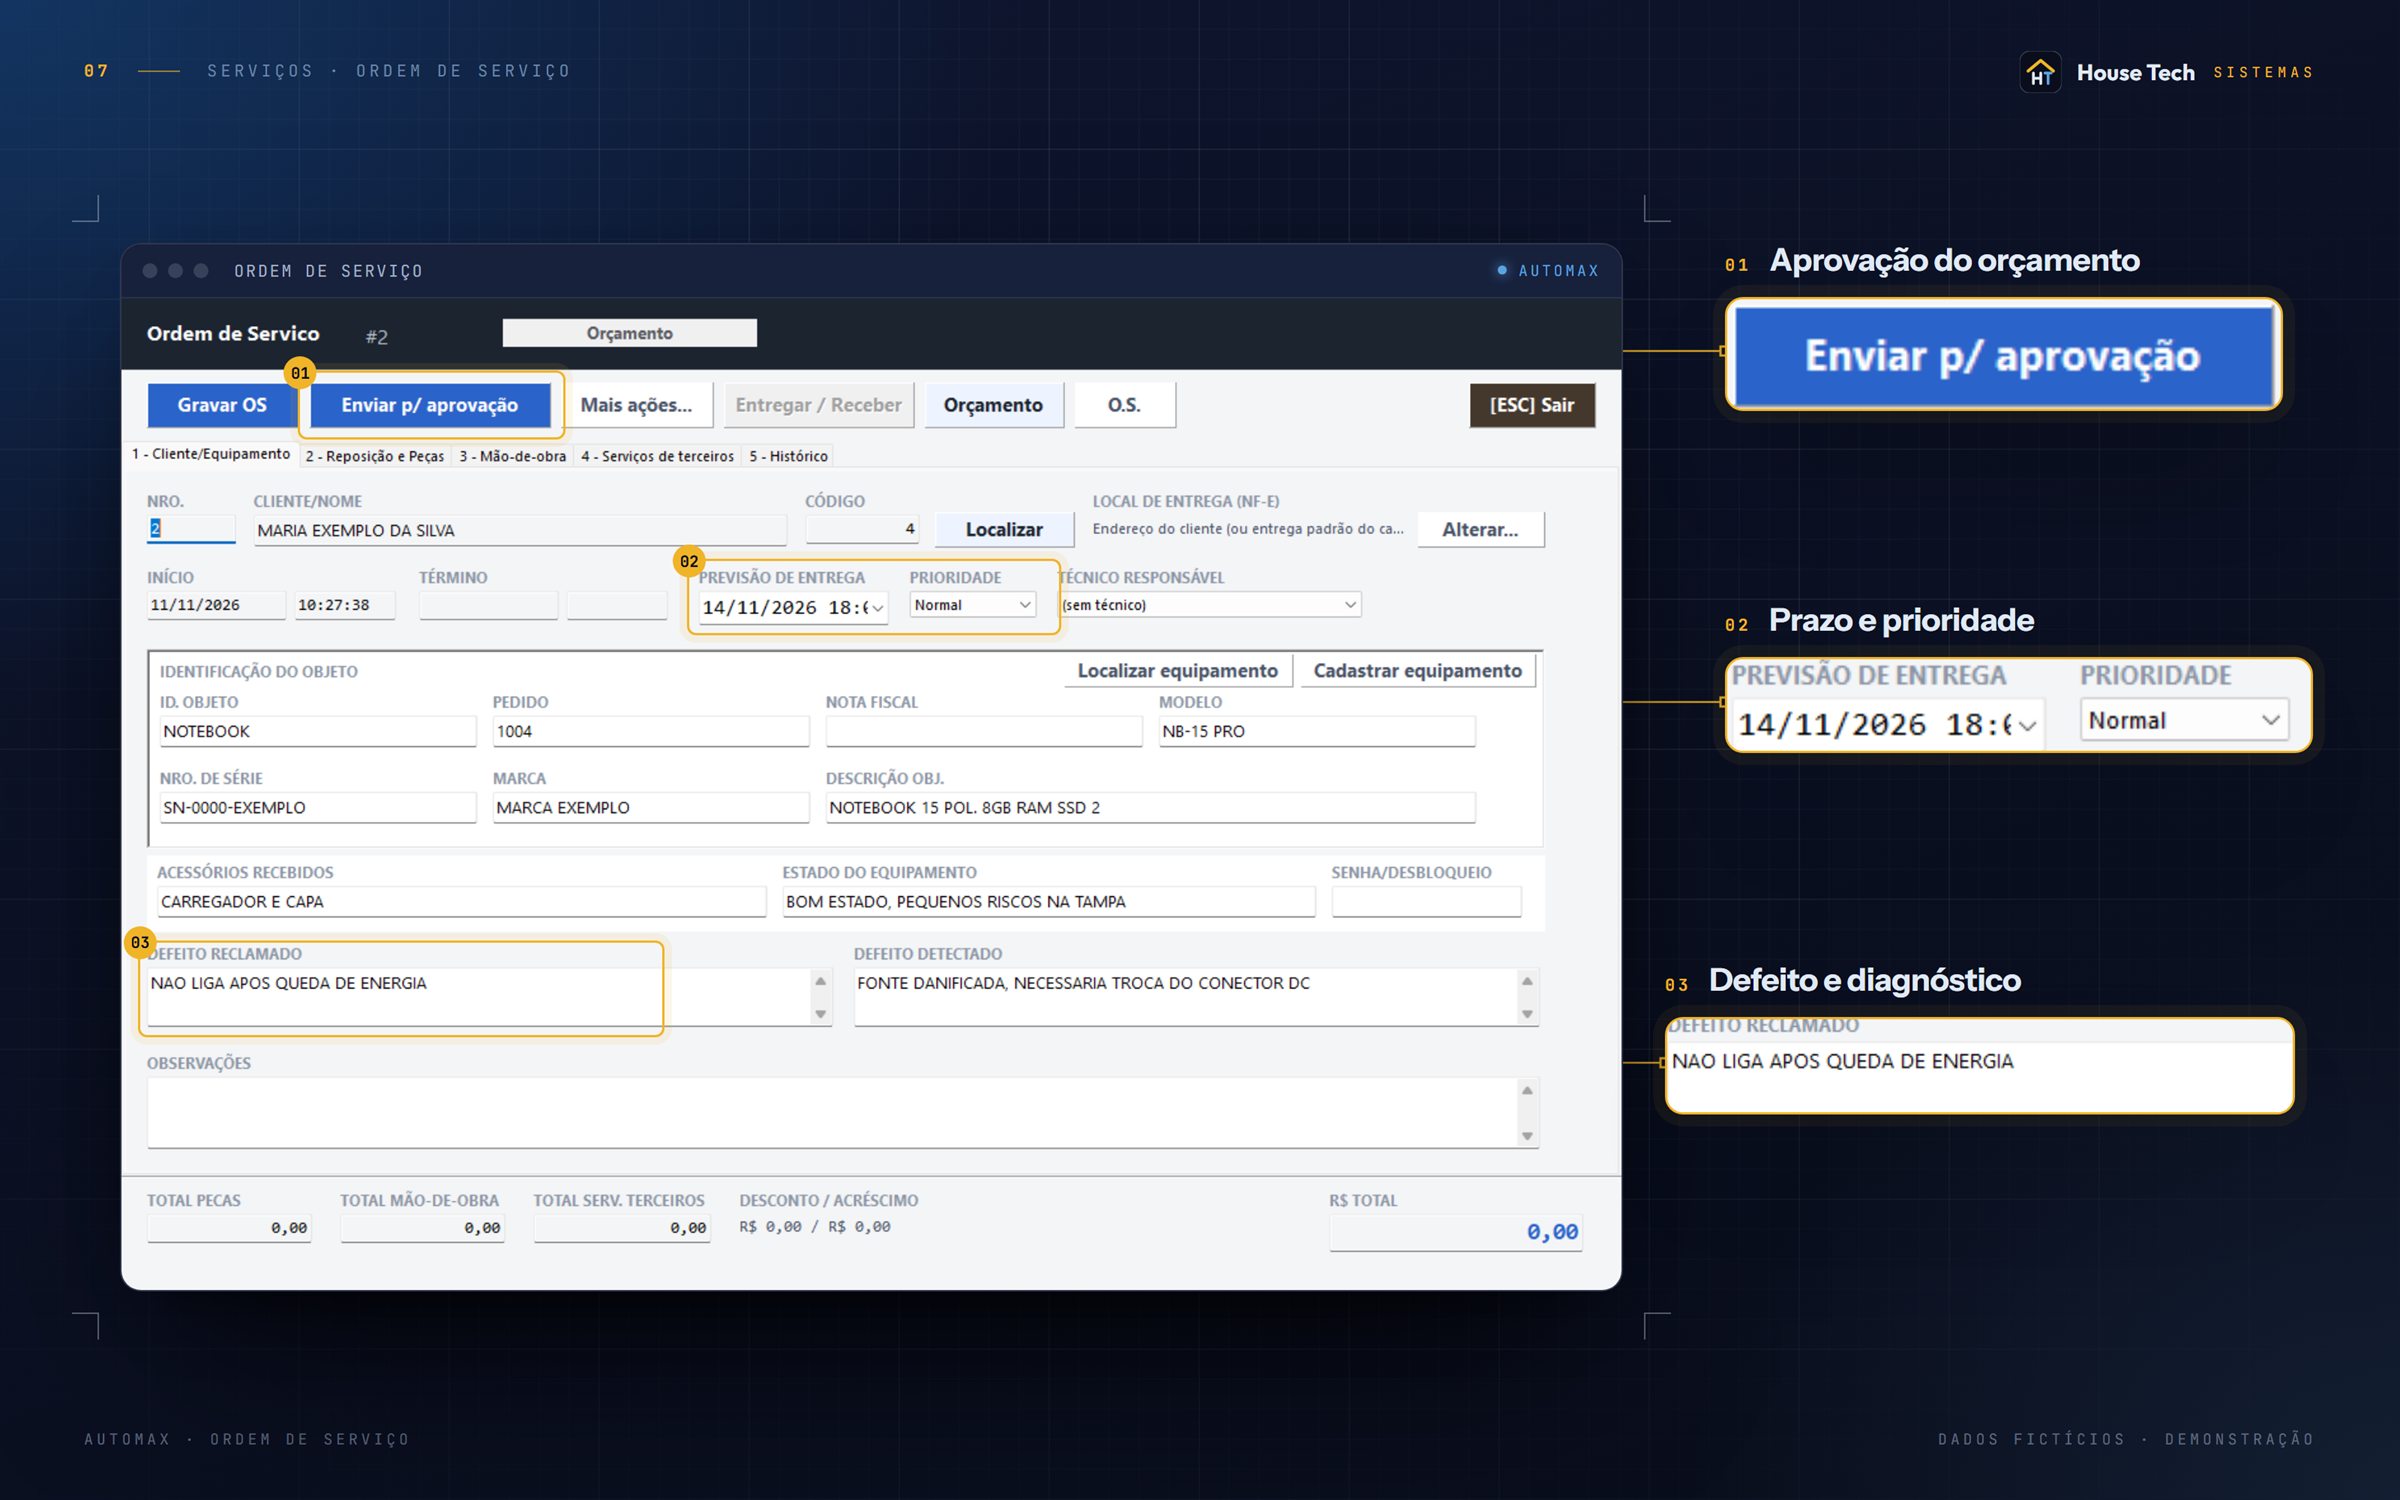 07 SERVIÇOS · ORDEM DE SERVIÇO
HT House Tech SISTEMAS
ORDEM DE SERVIÇO
AUTOMAX
Ordem de Servico #2 Orçamento
01
Gravar OS Enviar p/ aprovação Mais ações... Entregar / Receber Orçamento O.S. [ESC] Sair
1 - Cliente/Equipamento 2 - Reposição e Peças 3 - Mão-de-obra 4 - Serviços de terceiros 5 - Histórico
NRO. CLIENTE/NOME CÓDIGO LOCAL DE ENTREGA (NF-E)
2 MARIA EXEMPLO DA SILVA 4 Localizar Endereço do cliente (ou entrega padrão do ca... Alterar...
02
INÍCIO TÉRMINO PREVISÃO DE ENTREGA PRIORIDADE TÉCNICO RESPONSÁVEL
11/11/2026 10:27:38 14/11/2026 18:( Normal (sem técnico)
IDENTIFICAÇÃO DO OBJETO Localizar equipamento Cadastrar equipamento
ID. OBJETO PEDIDO NOTA FISCAL MODELO
NOTEBOOK 1004 NB-15 PRO
NRO. DE SÉRIE MARCA DESCRIÇÃO OBJ.
SN-0000-EXEMPLO MARCA EXEMPLO NOTEBOOK 15 POL. 8GB RAM SSD 2
ACESSÓRIOS RECEBIDOS ESTADO DO EQUIPAMENTO SENHA/DESBLOQUEIO
CARREGADOR E CAPA BOM ESTADO, PEQUENOS RISCOS NA TAMPA
03
DEFEITO RECLAMADO DEFEITO DETECTADO
NAO LIGA APOS QUEDA DE ENERGIA FONTE DANIFICADA, NECESSARIA TROCA DO CONECTOR DC
OBSERVAÇÕES
TOTAL PECAS TOTAL MÃO-DE-OBRA TOTAL SERV. TERCEIROS DESCONTO / ACRÉSCIMO R$ TOTAL
0,00 0,00 0,00 R$ 0,00 / R$ 0,00 0,00
01 Aprovação do orçamento
Enviar p/ aprovação
02 Prazo e prioridade
PREVISÃO DE ENTREGA PRIORIDADE
14/11/2026 18:( Normal
03 Defeito e diagnóstico
DEFEITO RECLAMADO
NAO LIGA APOS QUEDA DE ENERGIA
AUTOMAX · ORDEM DE SERVIÇO
DADOS FICTÍCIOS · DEMONSTRAÇÃO